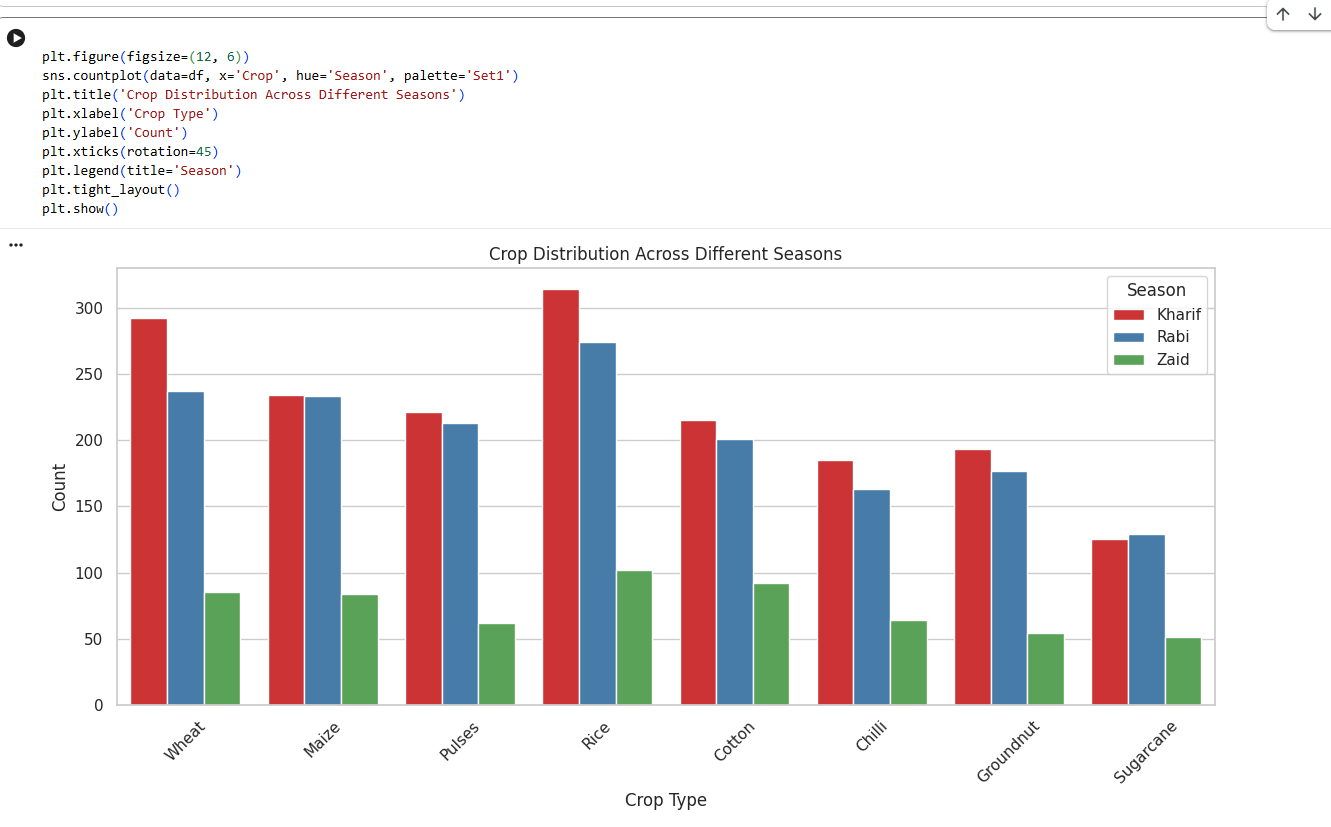 plt.figure(figsize=(12, 6))
sns.countplot(data=df, x='Crop', hue='Season', palette='Set1')
plt.title('Crop Distribution Across Different Seasons')
plt.xlabel('Crop Type')
plt.ylabel('Count')
plt.xticks(rotation=45)
plt.legend(title='Season')
plt.tight_layout()
plt.show()
Crop Distribution Across Different Seasons
Season
Kharif
Rabi
Zaid
Count
300
250
200
150
100
50
0
Wheat
Maize
Pulses
Rice
Cotton
Chilli
Groundnut
Sugarcane
Crop Type